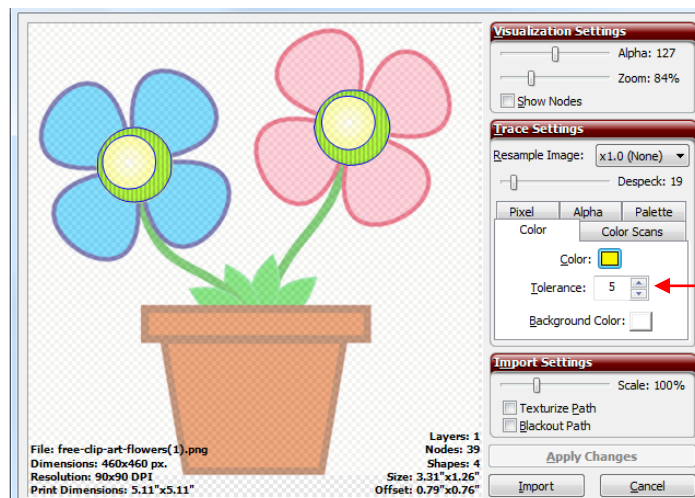 Visualization Settings
Alpha: 127
Zoom: 84%
Show Nodes
Trace Settings
Resample Image: x1.0 (None)
Despeck: 19
Pixel Alpha Palette
Color Color Scans
Color:
Tolerance: 5
Background Color:
Import Settings
Scale: 100%
Texturize Path
Blackout Path
Apply Changes
Import Cancel
File: free-clip-art-flowers(1).png
Dimensions: 460x460 px.
Resolution: 90x90 DPI
Print Dimensions: 5.11"x5.11"
Layers: 1
Nodes: 39
Shapes: 4
Size: 3.31"x1.26"
Offset: 0.79"x0.76"